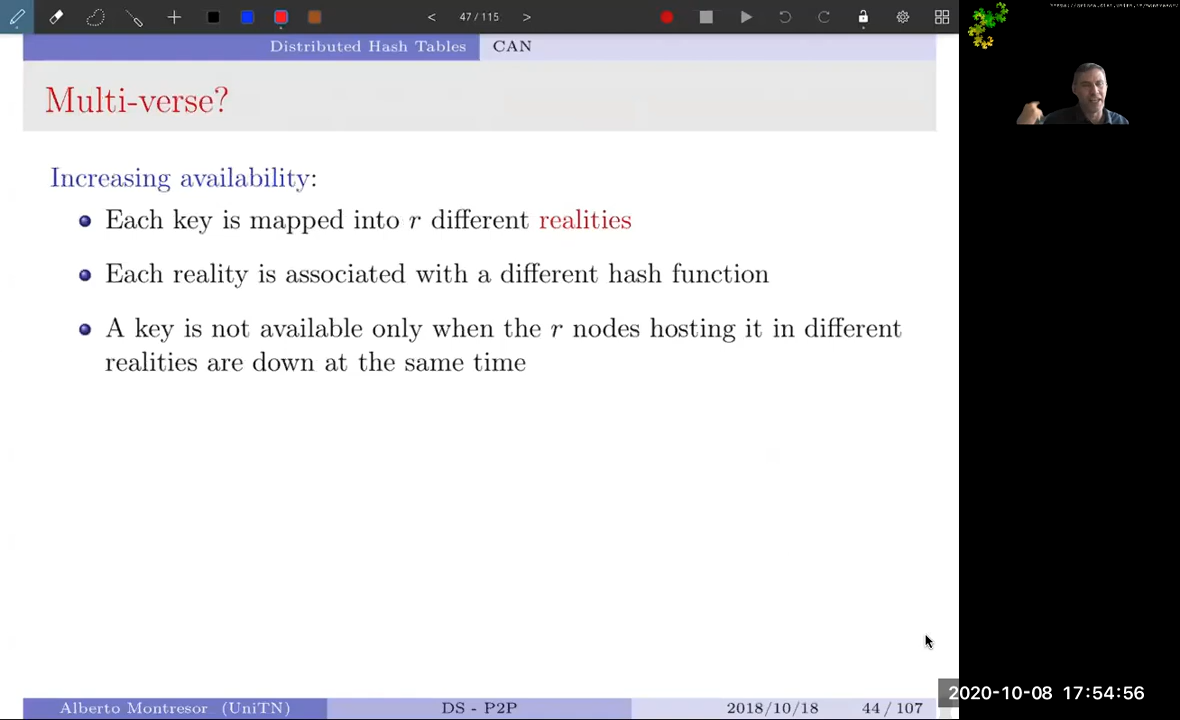 47 / 115
Distributed Hash Tables CAN
Multi-verse?
Increasing availability:
Each key is mapped into r different realities
Each reality is associated with a different hash function
A key is not available only when the r nodes hosting it in different
realities are down at the same time
Alberto Montresor (UniTN) DS - P2P 2018/10/18 44 / 107
2020-10-08 17:54:56